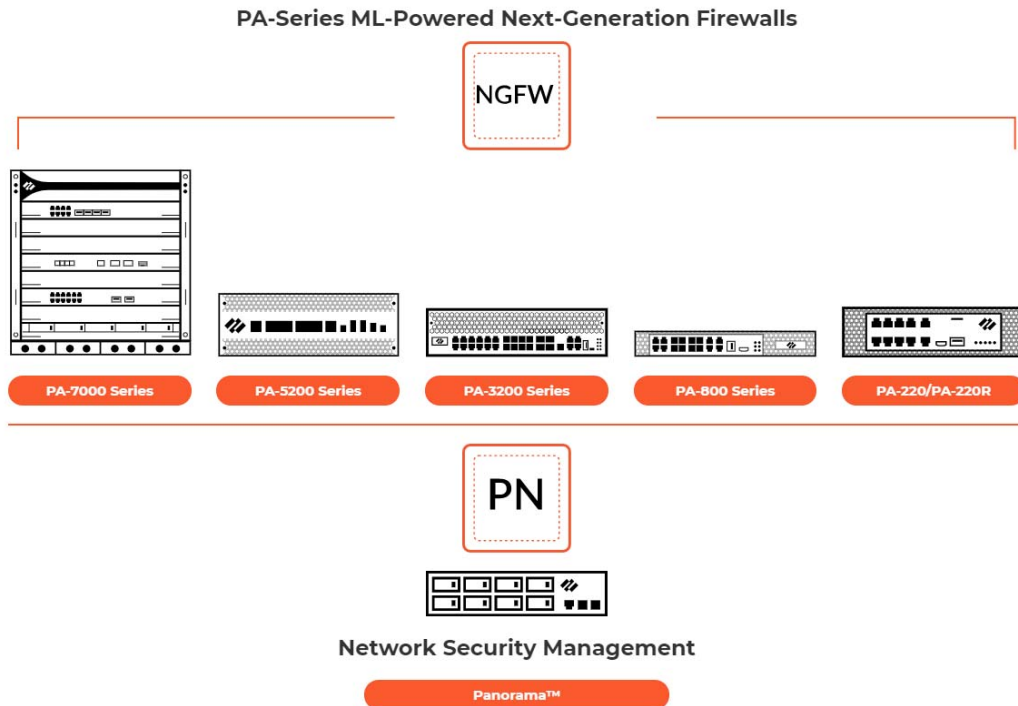 PA-Series ML-Powered Next-Generation Firewalls
NGFW
PA-7000 Series
PA-5200 Series
PA-3200 Series
PA-800 Series
PA-220/PA-220R
PN
Network Security Management
Panorama™